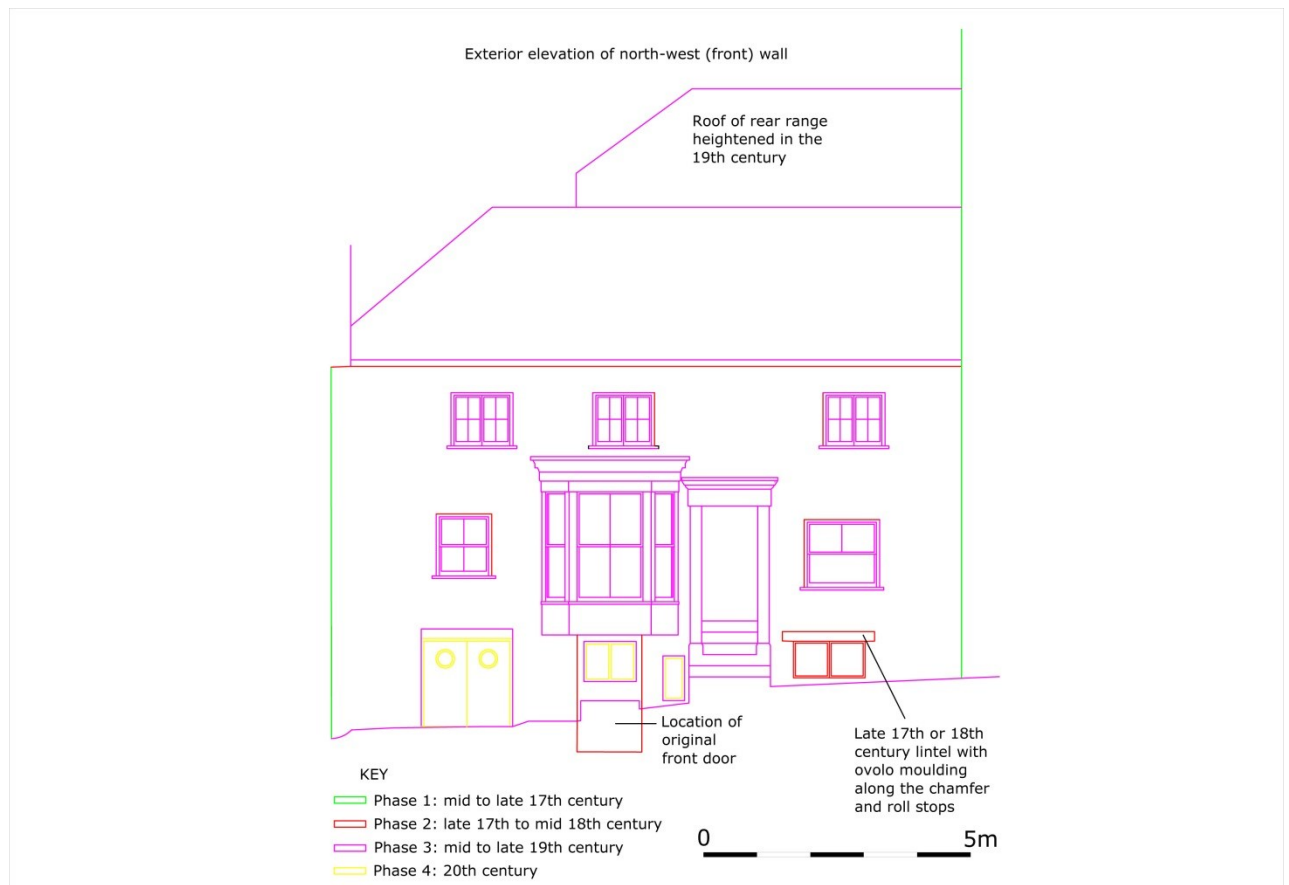 Exterior elevation of north-west (front) wall
Roof of rear range
heightened in the
19th century
Location of
original
front door
Late 17th or 18th
century lintel with
ovolo moulding
along the chamfer
and roll stops
KEY
Phase 1: mid to late 17th century
Phase 2: late 17th to mid 18th century
Phase 3: mid to late 19th century
Phase 4: 20th century
0 5m